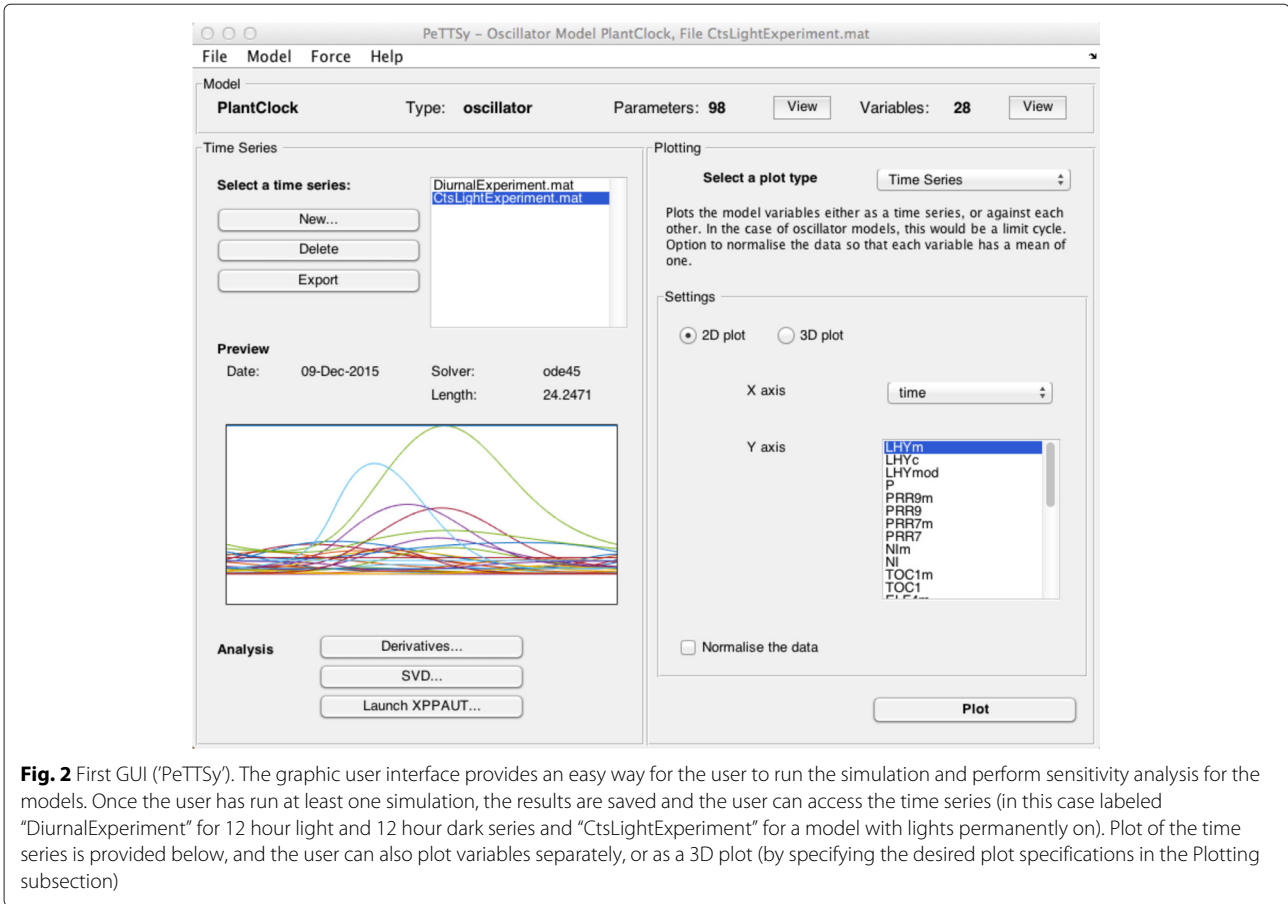 PeTTSy – Oscillator Model PlantClock, File CtsLightExperiment.mat
File Model Force Help
Model
PlantClock Type: oscillator Parameters: 98 View Variables: 28 View
Time Series
Select a time series:
DiurnalExperiment.mat
CtsLightExperiment.mat
New...
Delete
Export
Preview
Date: 09-Dec-2015 Solver: ode45
Length: 24.2471
Analysis
Derivatives...
SVD...
Launch XPPAUT...
Plotting
Select a plot type Time Series
Plots the model variables either as a time series, or against each
other. In the case of oscillator models, this would be a limit cycle.
Option to normalise the data so that each variable has a mean of
one.
Settings
2D plot 3D plot
X axis time
Y axis
LHYm
LHYc
LHYmod
P
PRR9m
PRR9
PRR7m
PRR7
NIm
NI
TOC1m
TOC1
Normalise the data
Plot
Fig. 2 First GUI ('PeTTSy'). The graphic user interface provides an easy way for the user to run the simulation and perform sensitivity analysis for the
models. Once the user has run at least one simulation, the results are saved and the user can access the time series (in this case labeled
"DiurnalExperiment" for 12 hour light and 12 hour dark series and "CtsLightExperiment" for a model with lights permanently on). Plot of the time
series is provided below, and the user can also plot variables separately, or as a 3D plot (by specifying the desired plot specifications in the Plotting
subsection)